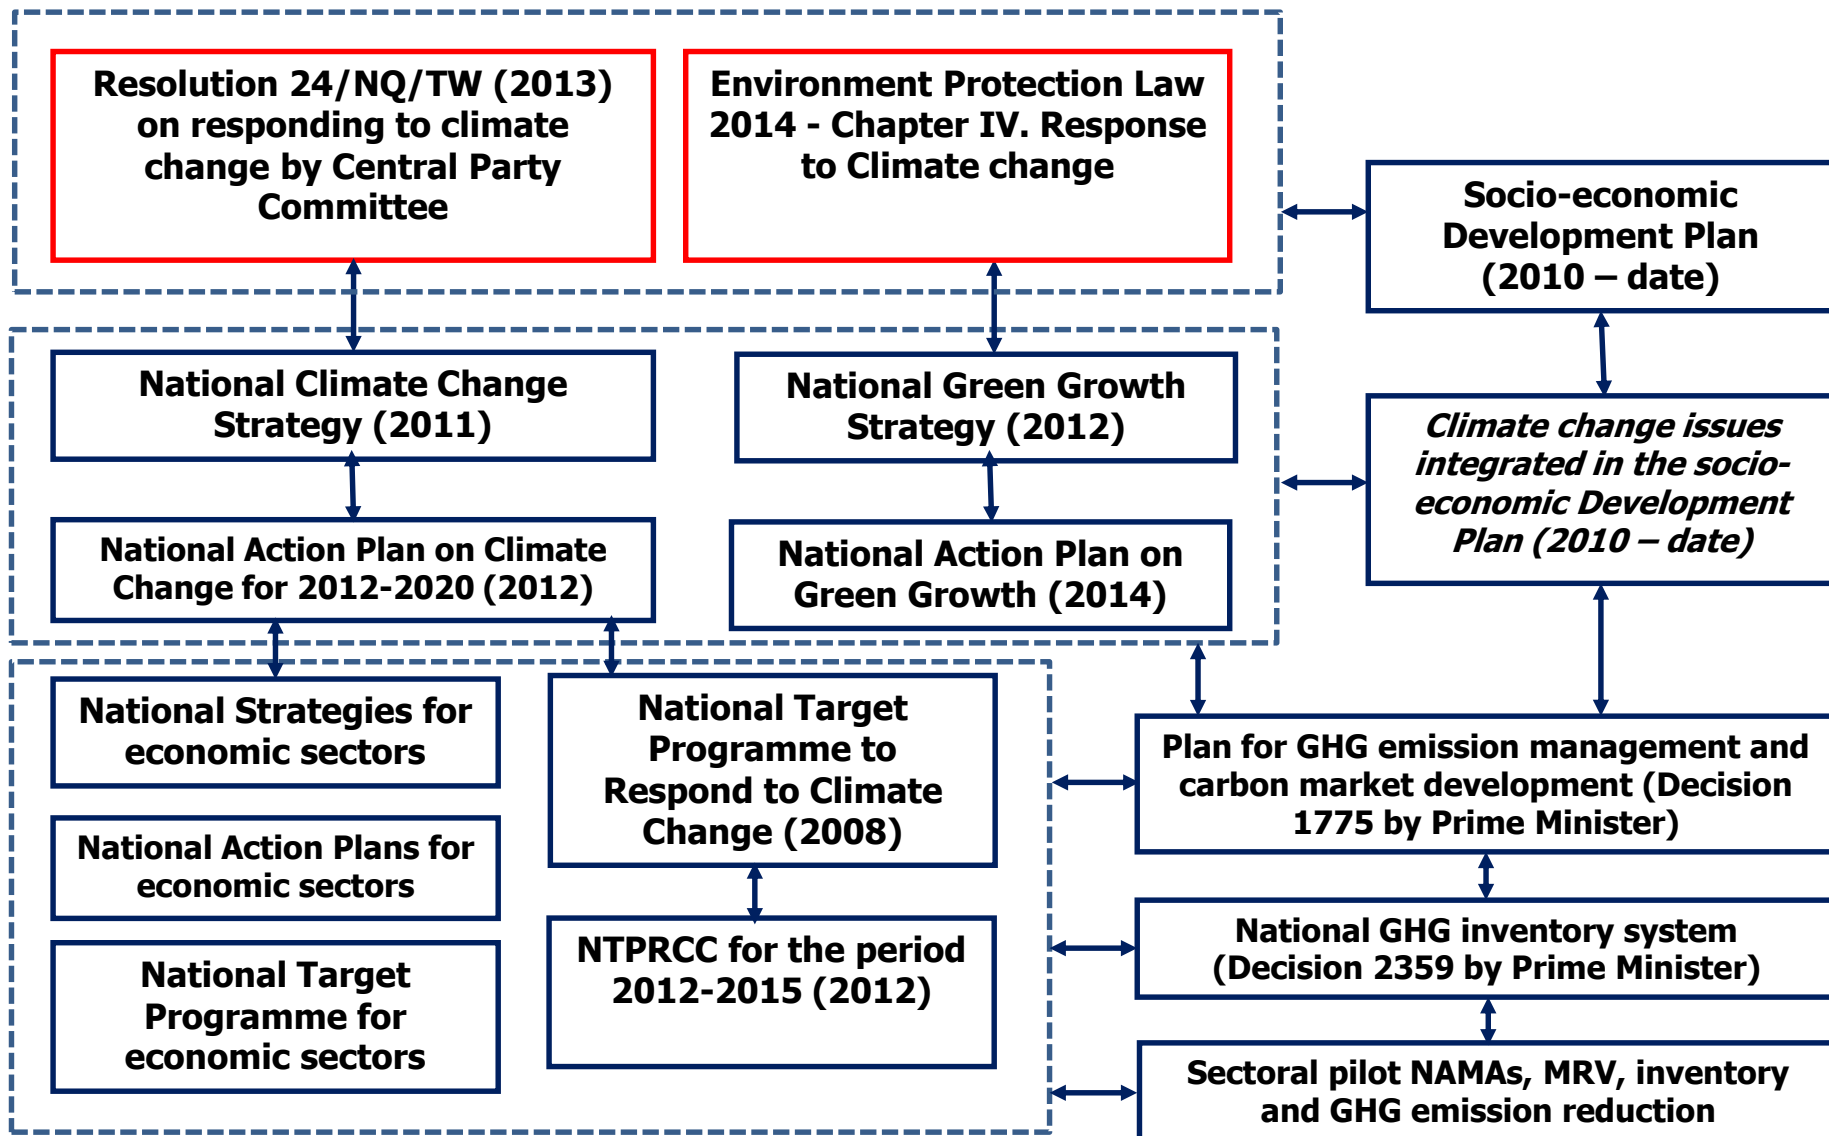 Resolution 24/NQ/TW (2013)
on responding to climate
change by Central Party
Committee
Environment Protection Law
2014 - Chapter IV. Response
to Climate change
Socio-economic
Development Plan
(2010 – date)
National Climate Change
Strategy (2011)
National Green Growth
Strategy (2012)
Climate change issues
integrated in the socio-
economic Development
Plan (2010 – date)
National Action Plan on Climate
Change for 2012-2020 (2012)
National Action Plan on
Green Growth (2014)
National Strategies for
economic sectors
National Target
Programme to
Respond to Climate
Change (2008)
Plan for GHG emission management and
carbon market development (Decision
1775 by Prime Minister)
National Action Plans for
economic sectors
NTPRCC for the period
2012-2015 (2012)
National GHG inventory system
(Decision 2359 by Prime Minister)
National Target
Programme for
economic sectors
Sectoral pilot NAMAs, MRV, inventory
and GHG emission reduction